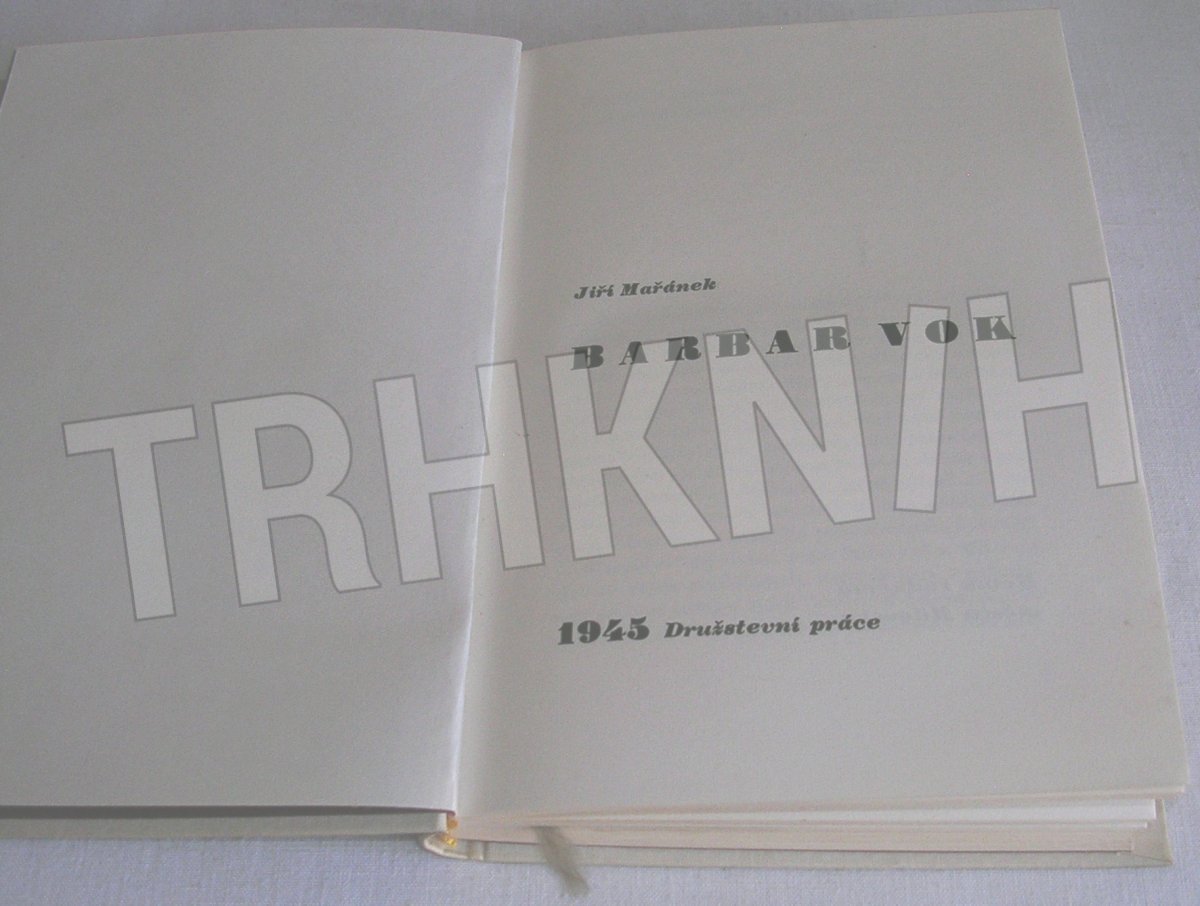 Jiří Mařánek
BARBAR VOK
TRHKNIH
1945 Družstevní práce